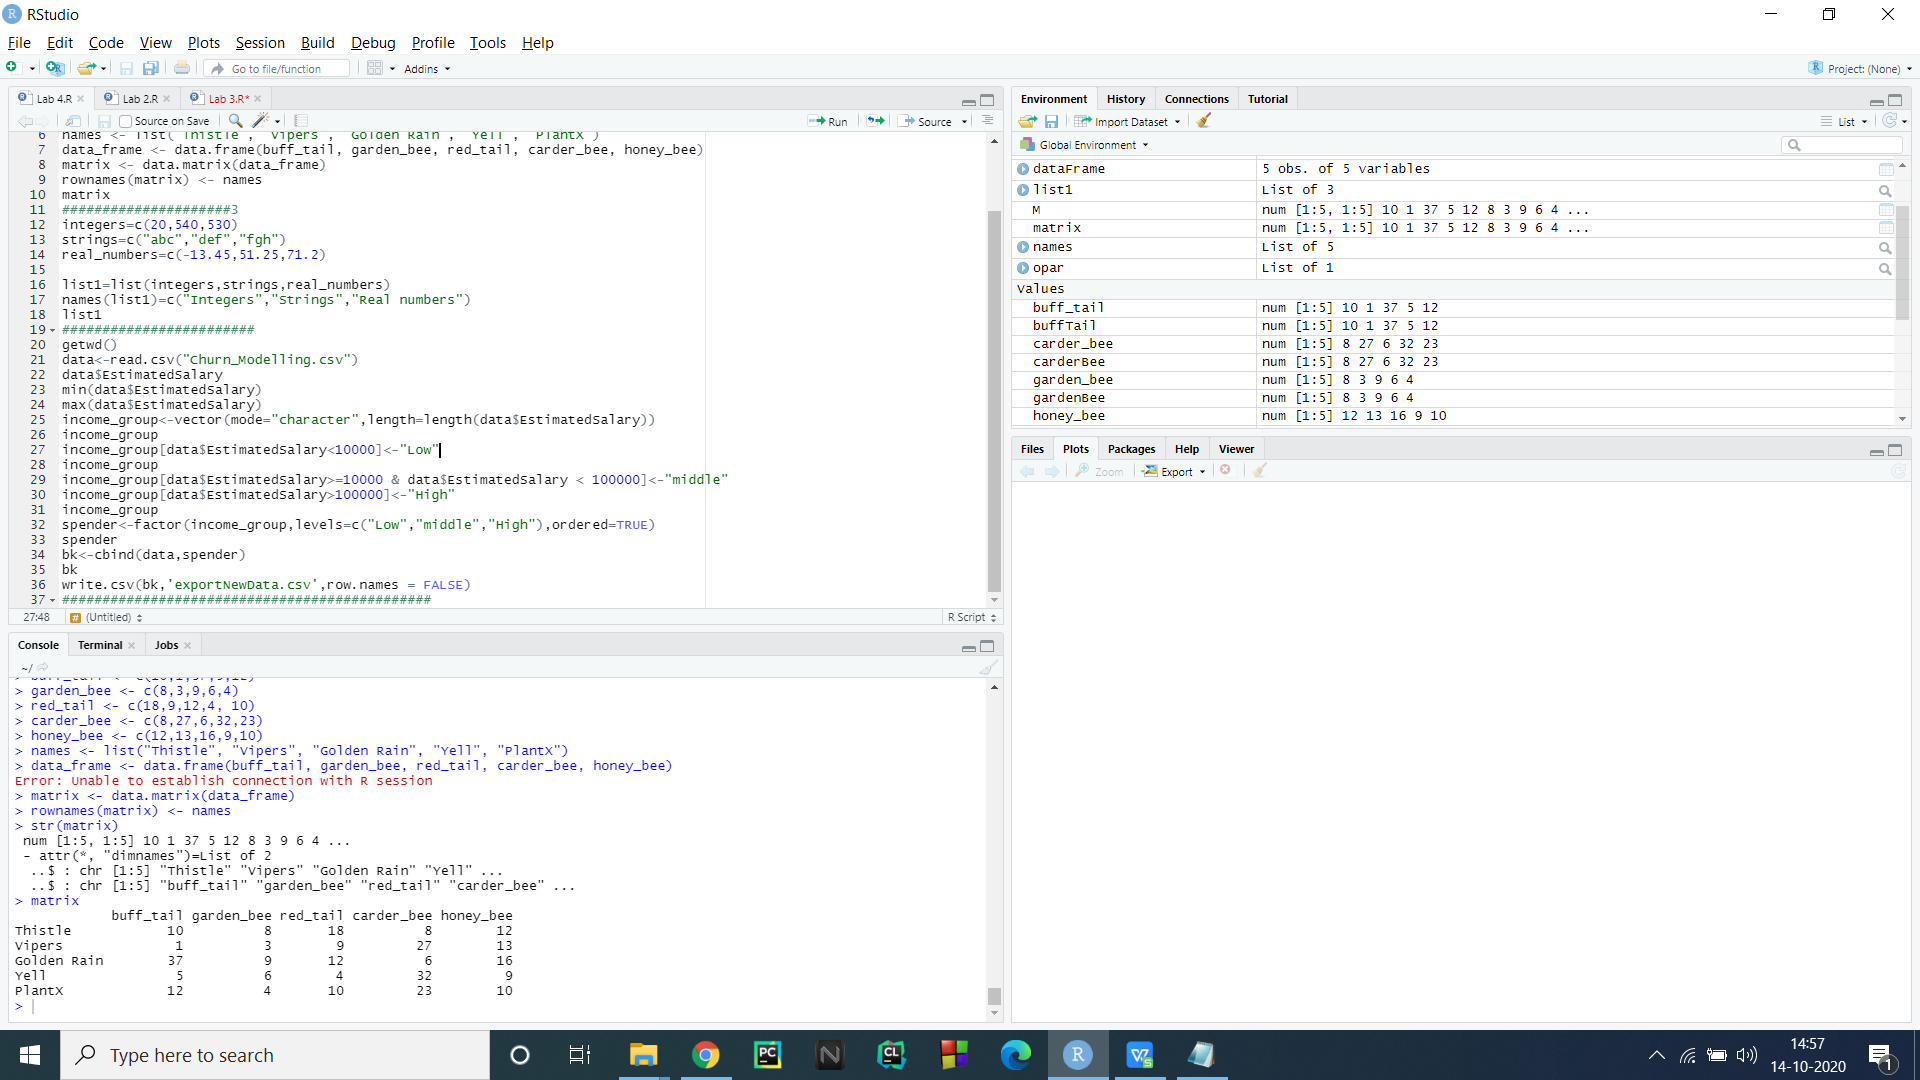 RStudio
File Edit Code View Plots Session Build Debug Profile Tools Help
Go to file/function Addins Project: (None)
Lab 4.R Lab 2.R Lab 3.R*
Source on Save Run Source
6 names <- list("Thistle", "Vipers", "Golden Rain", "Yell", "PlantX")
7 data_frame <- data.frame(buff_tail, garden_bee, red_tail, carder_bee, honey_bee)
8 matrix <- data.matrix(data_frame)
9 rownames(matrix) <- names
10 matrix
11 #####################3
12 integers=c(20,540,530)
13 strings=c("abc","def","fgh")
14 real_numbers=c(-13.45,51.25,71.2)
15
16 list1=list(integers,strings,real_numbers)
17 names(list1)=c("Integers","Strings","Real numbers")
18 list1
19 ########################
20 getwd()
21 data<-read.csv("Churn_Modelling.csv")
22 data$EstimatedSalary
23 min(data$EstimatedSalary)
24 max(data$EstimatedSalary)
25 income_group<-vector(mode="character",length=length(data$EstimatedSalary))
26 income_group
27 income_group[data$EstimatedSalary<10000]<-"Low"
28 income_group
29 income_group[data$EstimatedSalary>=10000 & data$EstimatedSalary < 100000]<-"middle"
30 income_group[data$EstimatedSalary>100000]<-"High"
31 income_group
32 spender<-factor(income_group,levels=c("Low","middle","High"),ordered=TRUE)
33 spender
34 bk<-cbind(data,spender)
35 bk
36 write.csv(bk,'exportNewData.csv',row.names = FALSE)
37 ##############################################
27:48 # (Untitled) R Script
Console Terminal Jobs
~/
> buff_tail <- c(10,1,37,5,12)
> garden_bee <- c(8,3,9,6,4)
> red_tail <- c(18,9,12,4, 10)
> carder_bee <- c(8,27,6,32,23)
> honey_bee <- c(12,13,16,9,10)
> names <- list("Thistle", "Vipers", "Golden Rain", "Yell", "PlantX")
> data_frame <- data.frame(buff_tail, garden_bee, red_tail, carder_bee, honey_bee)
Error: Unable to establish connection with R session
> matrix <- data.matrix(data_frame)
> rownames(matrix) <- names
> str(matrix)
num [1:5, 1:5] 10 1 37 5 12 8 3 9 6 4 ...
- attr(*, "dimnames")=List of 2
..$ : chr [1:5] "Thistle" "Vipers" "Golden Rain" "Yell" ...
..$ : chr [1:5] "buff_tail" "garden_bee" "red_tail" "carder_bee" ...
> matrix
buff_tail garden_bee red_tail carder_bee honey_bee
Thistle 10 8 18 8 12
Vipers 1 3 9 27 13
Golden Rain 37 9 12 6 16
Yell 5 6 4 32 9
PlantX 12 4 10 23 10
>
Environment History Connections Tutorial
Import Dataset List
Global Environment
dataFrame 5 obs. of 5 variables
list1 List of 3
M num [1:5, 1:5] 10 1 37 5 12 8 3 9 6 4 ...
matrix num [1:5, 1:5] 10 1 37 5 12 8 3 9 6 4 ...
names List of 5
opar List of 1
Values
buff_tail num [1:5] 10 1 37 5 12
buffTail num [1:5] 10 1 37 5 12
carder_bee num [1:5] 8 27 6 32 23
carderBee num [1:5] 8 27 6 32 23
garden_bee num [1:5] 8 3 9 6 4
gardenBee num [1:5] 8 3 9 6 4
honey_bee num [1:5] 12 13 16 9 10
Files Plots Packages Help Viewer
Zoom Export
Type here to search
PC N CL R
14:57
14-10-2020
1